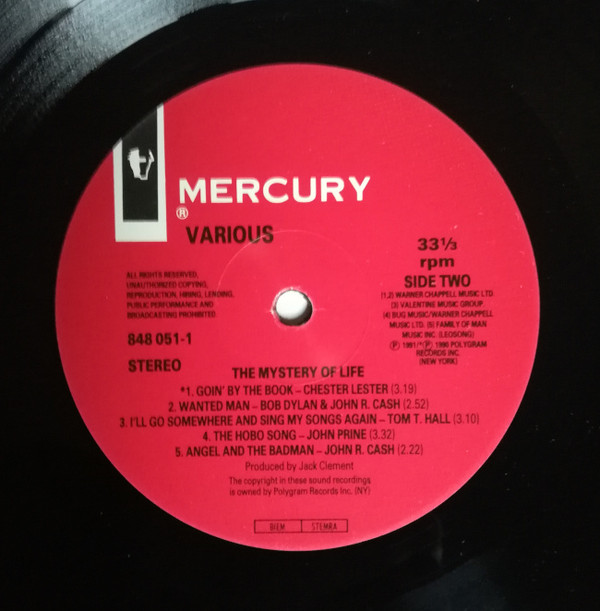 MERCURY
®
VARIOUS
33⅓
rpm
SIDE TWO
ALL RIGHTS RESERVED,
UNAUTHORIZED COPYING,
REPRODUCTION, HIRING, LENDING,
PUBLIC PERFORMANCE AND
BROADCASTING PROHIBITED.
(1,2) WARNER CHAPPELL MUSIC LTD
(3) VALENTINE MUSIC GROUP
(4) BUG MUSIC/WARNER CHAPPELL
MUSIC LTD. (5) FAMILY OF MAN
MUSIC INC. (LEOSONG)
℗ 1991/*℗ 1990 POLYGRAM
RECORDS INC.
(NEW YORK)
848 051-1
STEREO
THE MYSTERY OF LIFE
*1. GOIN' BY THE BOOK – CHESTER LESTER (3.19)
2. WANTED MAN – BOB DYLAN & JOHN R. CASH (2.52)
3. I'LL GO SOMEWHERE AND SING MY SONGS AGAIN – TOM T. HALL (3.10)
4. THE HOBO SONG – JOHN PRINE (3.32)
5. ANGEL AND THE BADMAN – JOHN R. CASH (2.22)
Produced by Jack Clement
The copyright in these sound recordings
is owned by Polygram Records Inc. (NY)
BIEM STEMRA